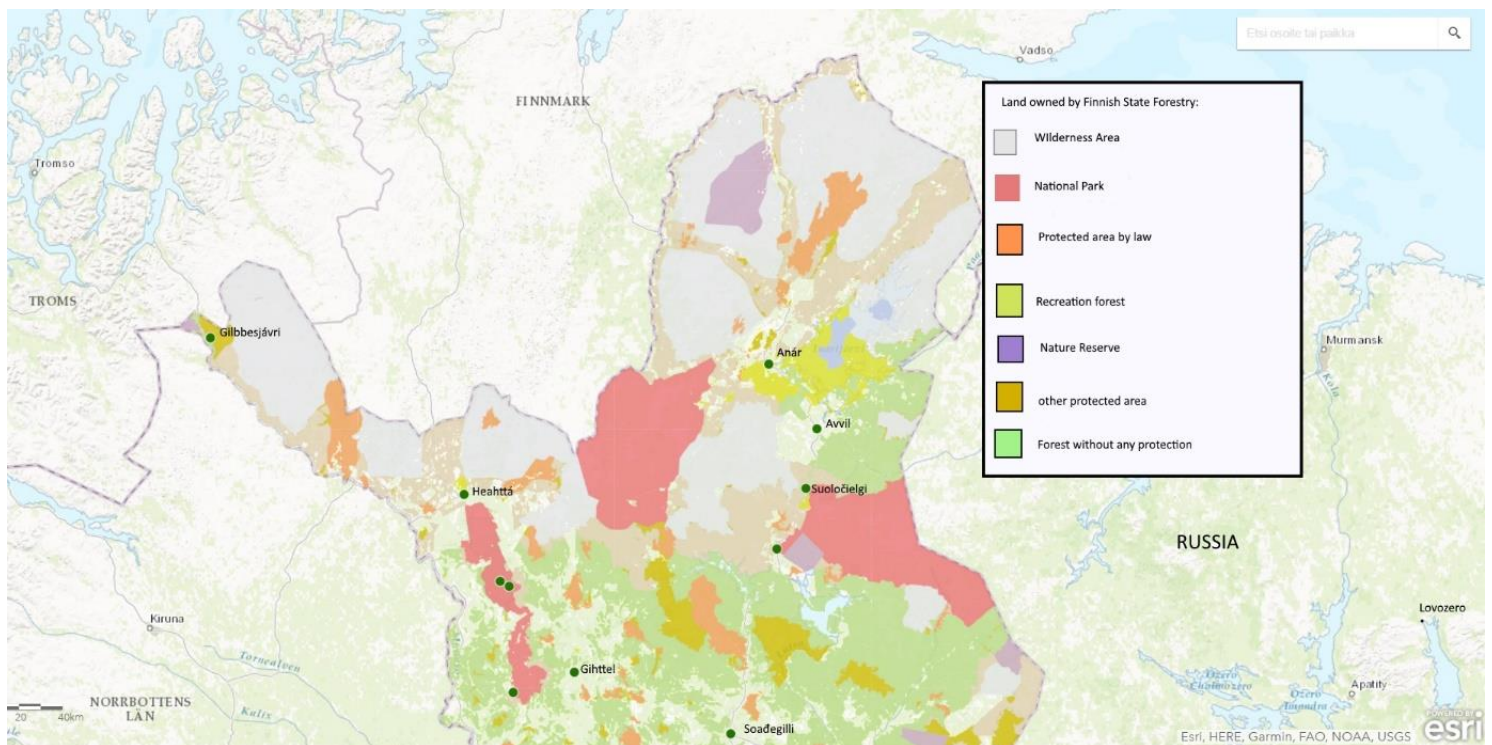 Etsi osoite tai paikka
Vadso
FINNMARK
Land owned by Finnish State Forestry:
WIlderness Area
Tromso
National Park
Protected area by law
TROMS
Recreation forest
Gilbbesjávri
Nature Reserve
Murmansk
Kola
Anár
other protected area
Avvil
Forest without any protection
Heahttá
Suoločielgi
RUSSIA
Kiruna
Lovozero
Tornealven
Gihttel
Apatity
NORRBOTTENS
LÄN
Kalix
20 40km
Soađegilli
Esri, HERE, Garmin, FAO, NOAA, USGS
POWERED BY
esri